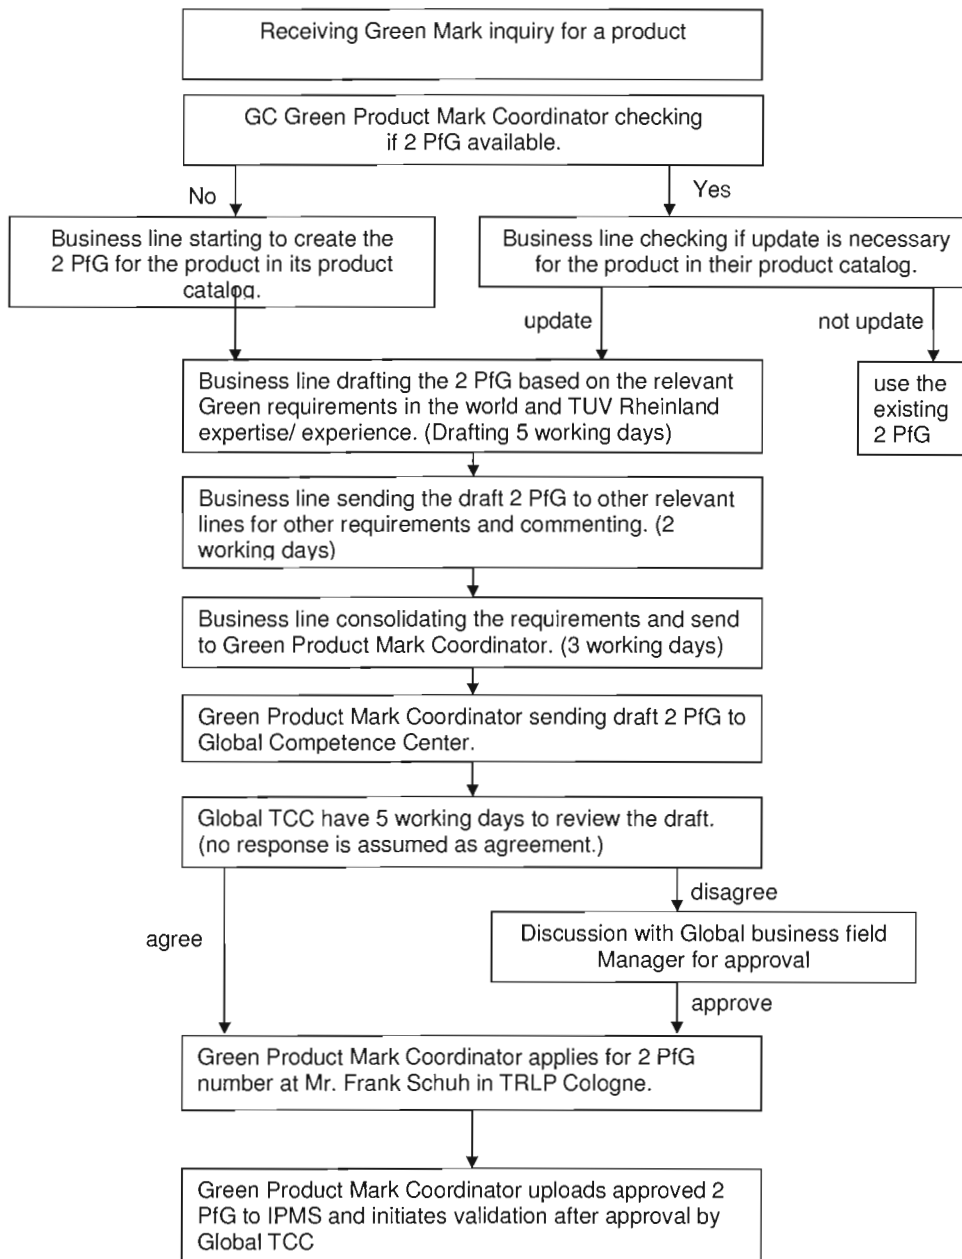 Receiving Green Mark inquiry for a product
GC Green Product Mark Coordinator checking
if 2 PfG available.
No
Yes
Business line starting to create the
2 PfG for the product in its product
catalog.
Business line checking if update is necessary
for the product in their product catalog.
update
not update
Business line drafting the 2 PfG based on the relevant
Green requirements in the world and TUV Rheinland
expertise/ experience. (Drafting 5 working days)
use the
existing
2 PfG
Business line sending the draft 2 PfG to other relevant
lines for other requirements and commenting. (2
working days)
Business line consolidating the requirements and send
to Green Product Mark Coordinator. (3 working days)
Green Product Mark Coordinator sending draft 2 PfG to
Global Competence Center.
Global TCC have 5 working days to review the draft.
(no response is assumed as agreement.)
disagree
agree
Discussion with Global business field
Manager for approval
approve
Green Product Mark Coordinator applies for 2 PfG
number at Mr. Frank Schuh in TRLP Cologne.
Green Product Mark Coordinator uploads approved 2
PfG to IPMS and initiates validation after approval by
Global TCC